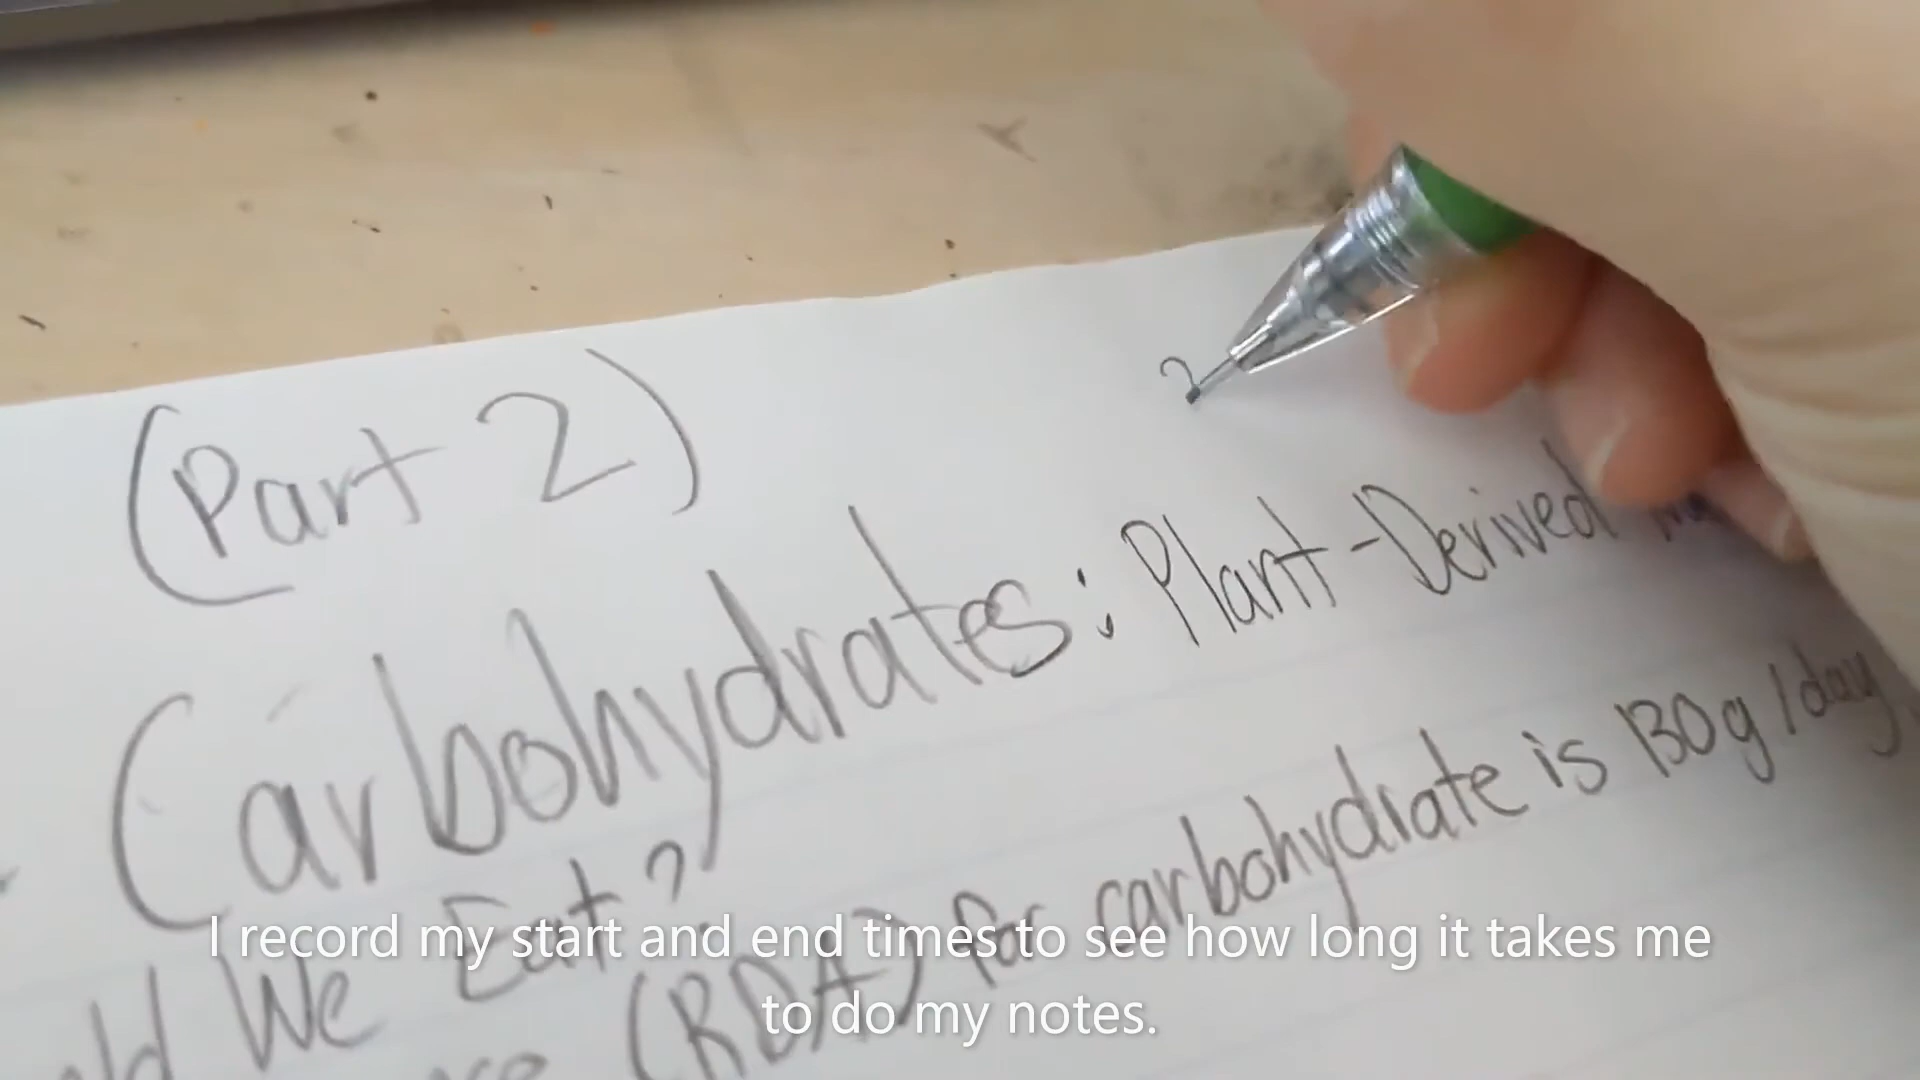 (Part 2)
2
Carbohydrates: Plant-Derived
We Eat?
(RDA) for carbohydrate is 130g/day
I record my start and end times to see how long it takes me
to do my notes.